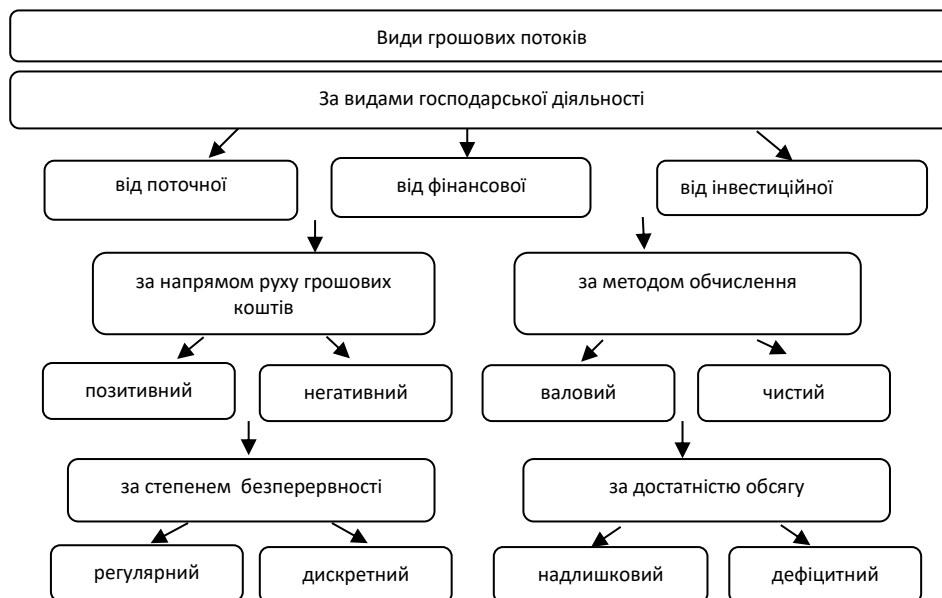 Види грошових потоків
За видами господарської діяльності
від поточної
від фінансової
від інвестиційної
за напрямом руху грошових
коштів
за методом обчислення
позитивний
негативний
валовий
чистий
за степенем безперервності
за достатністю обсягу
регулярний
дискретний
надлишковий
дефіцитний